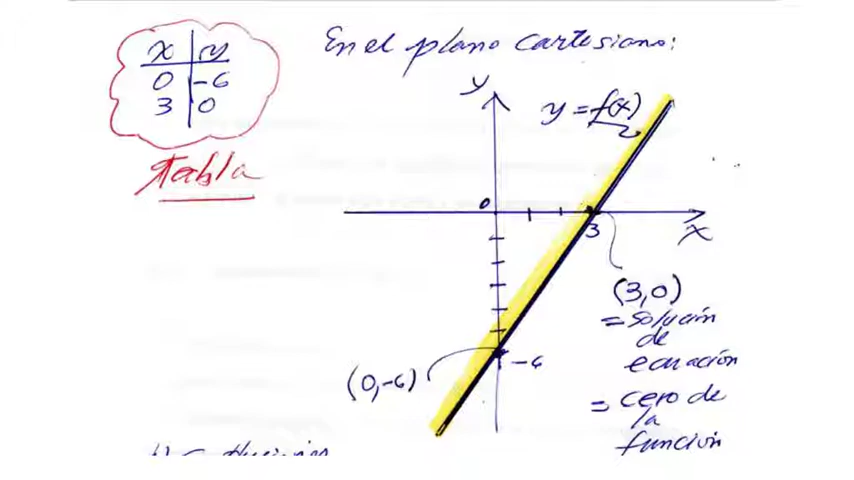 x y
0 -6
3 0
Tabla
En el plano cartesiano:
y
y = f(x)
0
3
x
(3,0)
= solución
de
ecuación
-6
(0,-6)
= cero de
la
función